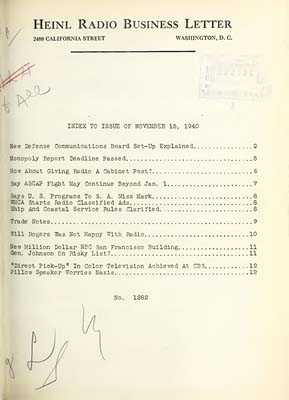 HEINL RADIO BUSINESS LETTER
2400 CALIFORNIA STREET WASHINGTON, D. C.
INDEX TO ISSUE OF NOVEMBER 15, 1940
New Defense Communications Board Set-Up Explained..........2
Monopoly Report Deadline Passed..........5
How About Giving Radio A Cabinet Post?..........6
Say ASCAP Fight May Continue Beyond Jan. 1..........7
Says U. S. Programs To S. A. Miss Mark..........8
WMCA Starts Radio Classified Ads..........8
Ship And Coastal Service Rules Clarified..........8
Trade Notes..........9
Will Rogers Was Not Happy With Radio..........10
New Million Dollar NBC San Francisco Building..........11
Gen. Johnson On Risky List?..........11
"Direct Pick-Up" In Color Television Achieved At CBS..........12
Pillow Speaker Worries Nazis..........12
No. 1282